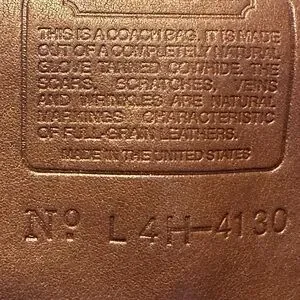 THIS IS A COACH BAG. IT IS MADE
OUT OF A COMPLETELY NATURAL
GLOVE TANNED COWHIDE. THE
SCARS, SCRATCHES, VEINS
AND WRINKLES ARE NATURAL
MARKINGS CHARACTERISTIC
OF FULL-GRAIN LEATHERS.
MADE IN THE UNITED STATES
Nº L4H-4130